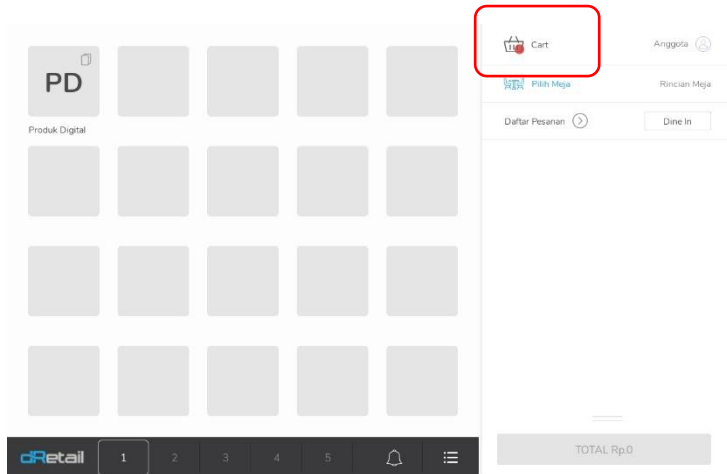 PD
Produk Digital
Cart
Anggota
Pilih Meja
Rincian Meja
Daftar Pesanan
Dine In
TOTAL Rp.0
dRetail
1
2
3
4
5